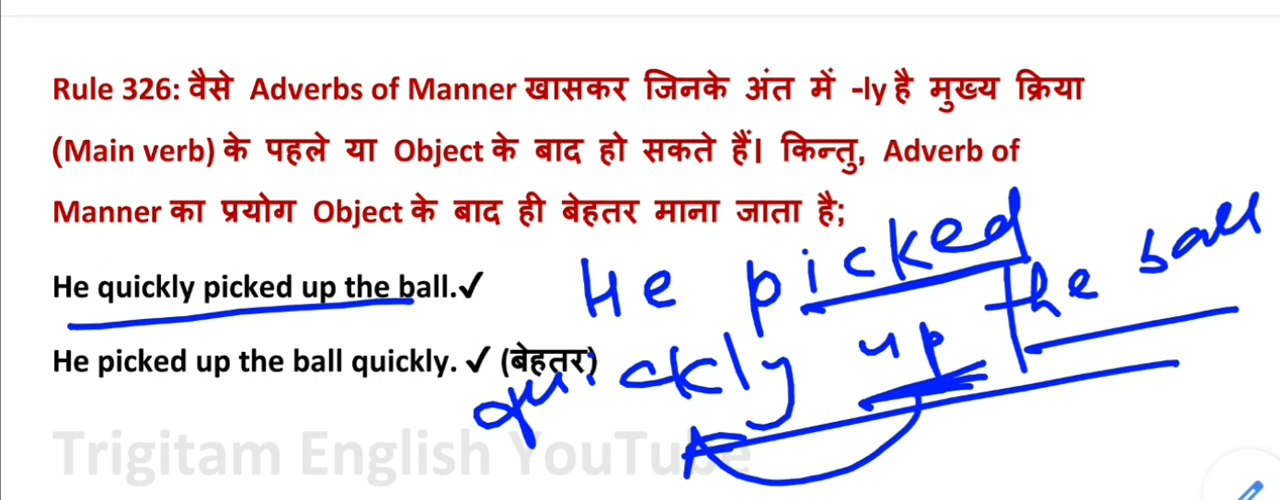 Rule 326: वैसे Adverbs of Manner खासकर जिनके अंत में -ly है मुख्य क्रिया
(Main verb) के पहले या Object के बाद हो सकते हैं। किन्तु, Adverb of
Manner का प्रयोग Object के बाद ही बेहतर माना जाता है;
He quickly picked up the ball.✓
He picked the ball
He picked up the ball quickly. ✓ (बेहतर)
quickly up
Trigitam English YouTube